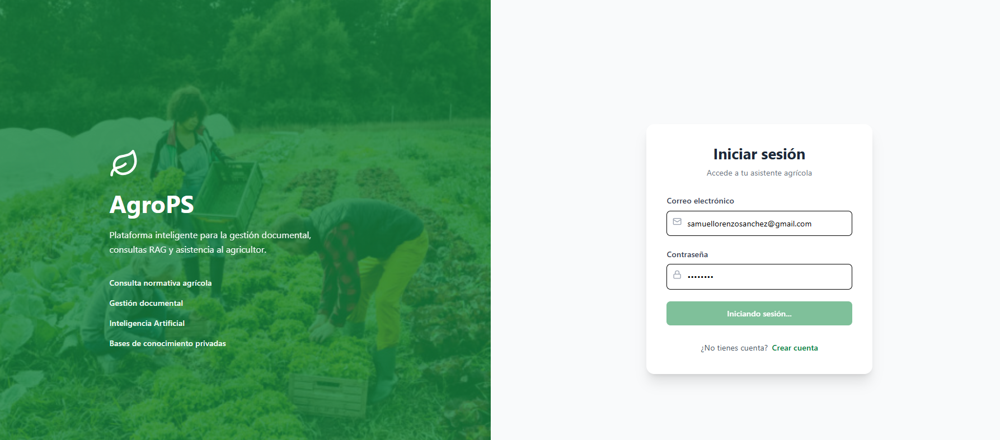 AgroPS
Plataforma inteligente para la gestión documental,
consultas RAG y asistencia al agricultor.
Consulta normativa agrícola
Gestión documental
Inteligencia Artificial
Bases de conocimiento privadas
Iniciar sesión
Accede a tu asistente agrícola
Correo electrónico
samuellorenzosanchez@gmail.com
Contraseña
••••••••
Iniciando sesión...
¿No tienes cuenta? Crear cuenta